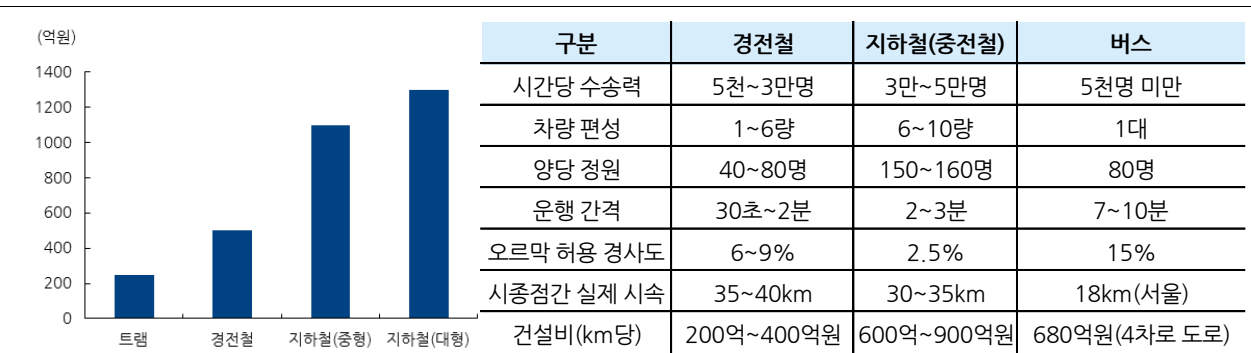 (억원)
1400
1200
1000
800
600
400
200
0
트램 경전철 지하철(중형) 지하철(대형)
구분 경전철 지하철(중전철) 버스
시간당 수송력 5천~3만명 3만~5만명 5천명 미만
차량 편성 1~6량 6~10량 1대
양당 정원 40~80명 150~160명 80명
운행 간격 30초~2분 2~3분 7~10분
오르막 허용 경사도 6~9% 2.5% 15%
시종점간 실제 시속 35~40km 30~35km 18km(서울)
건설비(km당) 200억~400억원 600억~900억원 680억원(4차로 도로)